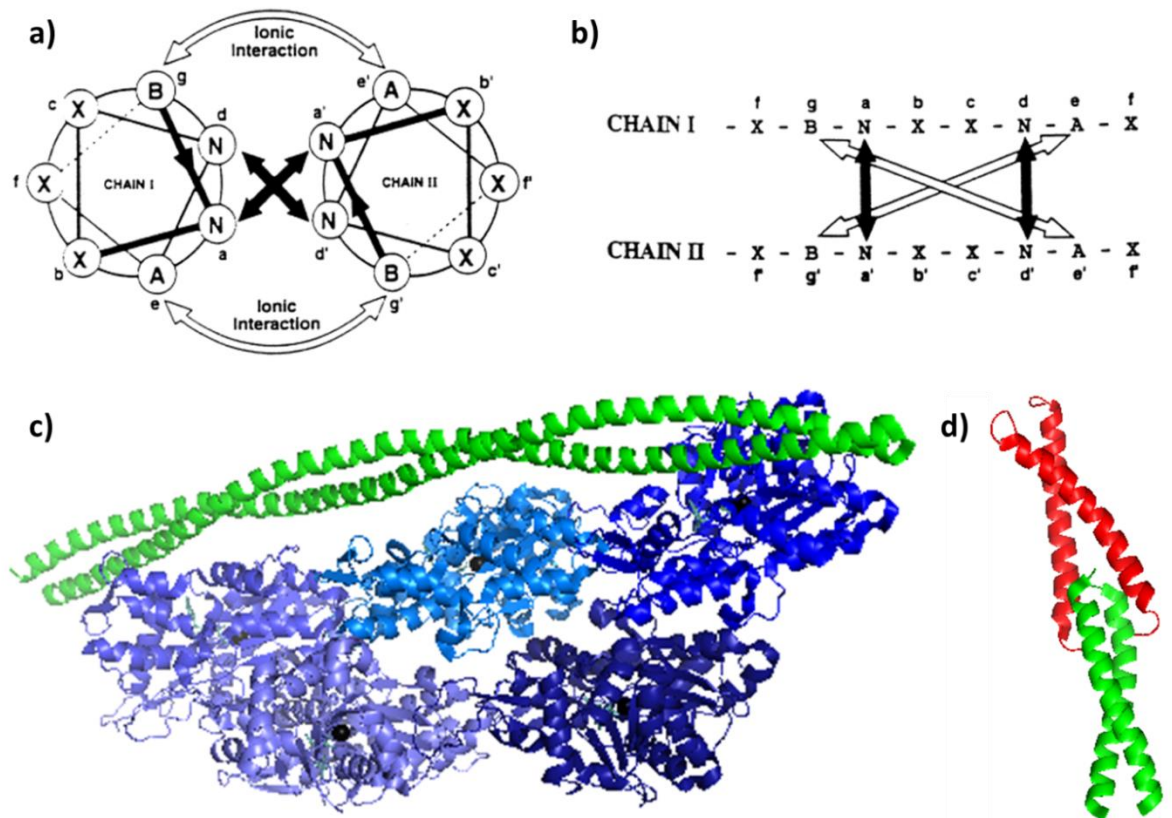 a)
Ionic
Interaction
g
B
e'
A
b'
X
c
X
d
N
a'
N
f
X
CHAIN I
CHAIN II
X
f'
N
a
N
d'
X
b
A
e
B
g'
X
c'
Ionic
Interaction
b)
f g a b c d e f
CHAIN I - X - B - N - X - X - N - A - X
CHAIN II - X - B - N - X - X - N - A - X
f' g' a' b' c' d' e' f'
c)
d)